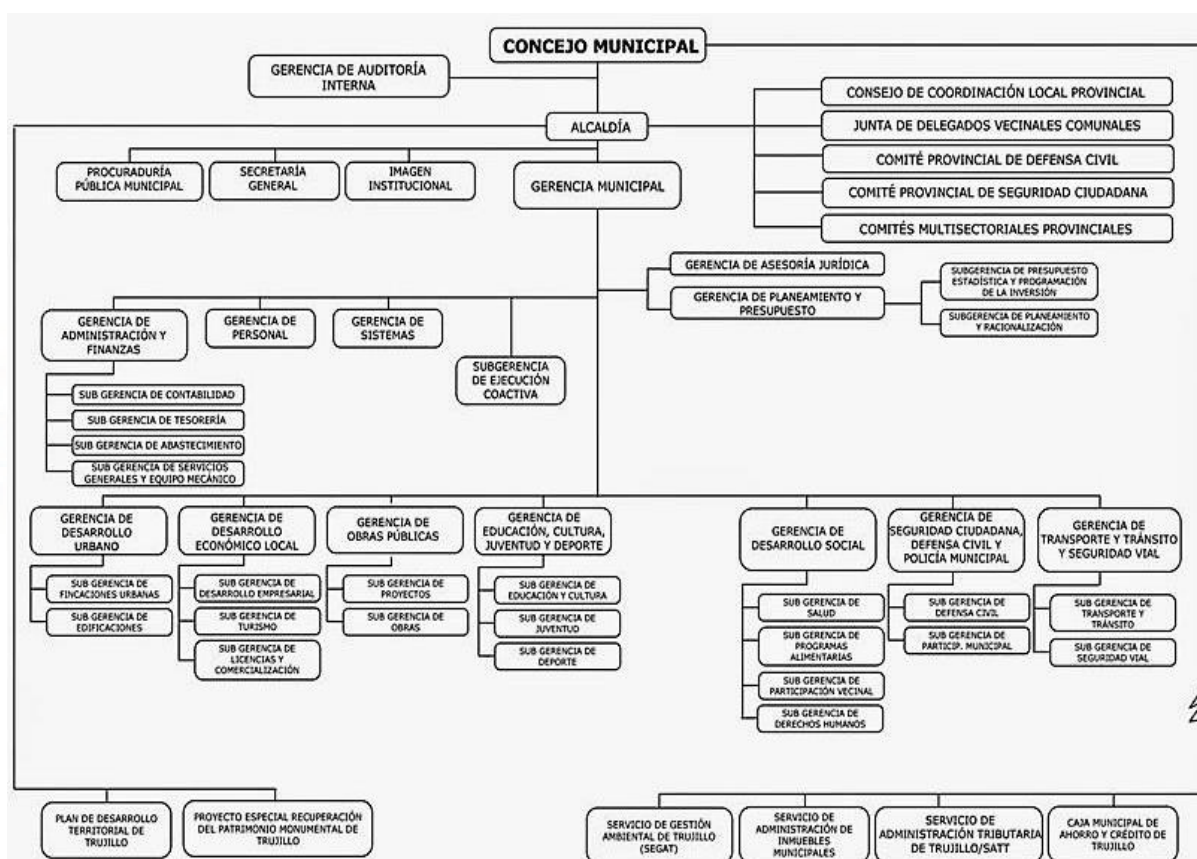 CONCEJO MUNICIPAL
GERENCIA DE AUDITORÍA
INTERNA
CONSEJO DE COORDINACIÓN LOCAL PROVINCIAL
ALCALDÍA
JUNTA DE DELEGADOS VECINALES COMUNALES
COMITÉ PROVINCIAL DE DEFENSA CIVIL
COMITÉ PROVINCIAL DE SEGURIDAD CIUDADANA
COMITÉS MULTISECTORIALES PROVINCIALES
PROCURADURÍA
PÚBLICA MUNICIPAL
SECRETARÍA
GENERAL
IMAGEN
INSTITUCIONAL
GERENCIA MUNICIPAL
GERENCIA DE ASESORÍA JURÍDICA
GERENCIA DE PLANEAMIENTO Y
PRESUPUESTO
SUBGERENCIA DE PRESUPUESTO
ESTADÍSTICA Y PROGRAMACIÓN
DE LA INVERSIÓN
SUBGERENCIA DE PLANEAMIENTO
Y RACIONALIZACIÓN
GERENCIA DE
ADMINISTRACIÓN Y
FINANZAS
GERENCIA DE
PERSONAL
GERENCIA DE
SISTEMAS
SUBGERENCIA
DE EJECUCIÓN
COACTIVA
SUB GERENCIA DE CONTABILIDAD
SUB GERENCIA DE TESORERÍA
SUB GERENCIA DE ABASTECIMIENTO
SUB GERENCIA DE SERVICIOS
GENERALES Y EQUIPO MECÁNICO
GERENCIA DE
DESARROLLO
URBANO
SUB GERENCIA DE
FINCACIONES URBANAS
SUB GERENCIA DE
EDIFICACIONES
GERENCIA DE
DESARROLLO
ECONÓMICO LOCAL
SUB GERENCIA DE
DESARROLLO EMPRESARIAL
SUB GERENCIA DE
TURISMO
SUB GERENCIA DE
LICENCIAS Y
COMERCIALIZACIÓN
GERENCIA DE
OBRAS PÚBLICAS
SUB GERENCIA DE
PROYECTOS
SUB GERENCIA DE
OBRAS
GERENCIA DE
EDUCACIÓN, CULTURA,
JUVENTUD Y DEPORTE
SUB GERENCIA DE
EDUCACIÓN Y CULTURA
SUB GERENCIA DE
JUVENTUD
SUB GERENCIA DE
DEPORTE
GERENCIA DE
DESARROLLO SOCIAL
SUB GERENCIA DE
SALUD
SUB GERENCIA DE
PROGRAMAS
ALIMENTARIAS
SUB GERENCIA DE
PARTICIPACIÓN VECINAL
SUB GERENCIA DE
DERECHOS HUMANOS
GERENCIA DE
SEGURIDAD CIUDADANA,
DEFENSA CIVIL Y
POLICÍA MUNICIPAL
SUB GERENCIA DE
DEFENSA CIVIL
SUB GERENCIA DE
PARTICIP. MUNICIPAL
GERENCIA DE
TRANSPORTE Y TRÁNSITO
Y SEGURIDAD VIAL
SUB GERENCIA DE
TRANSPORTE Y
TRÁNSITO
SUB GERENCIA DE
SEGURIDAD VIAL
PLAN DE DESARROLLO
TERRITORIAL DE
TRUJILLO
PROYECTO ESPECIAL RECUPERACIÓN
DEL PATRIMONIO MONUMENTAL DE
TRUJILLO
SERVICIO DE GESTIÓN
AMBIENTAL DE TRUJILLO
(SEGAT)
SERVICIO DE
ADMINISTRACIÓN DE
INMUEBLES
MUNICIPALES
SERVICIO DE
ADMINISTRACIÓN TRIBUTARIA
DE TRUJILLO/SATT
CAJA MUNICIPAL DE
AHORRO Y CRÉDITO DE
TRUJILLO